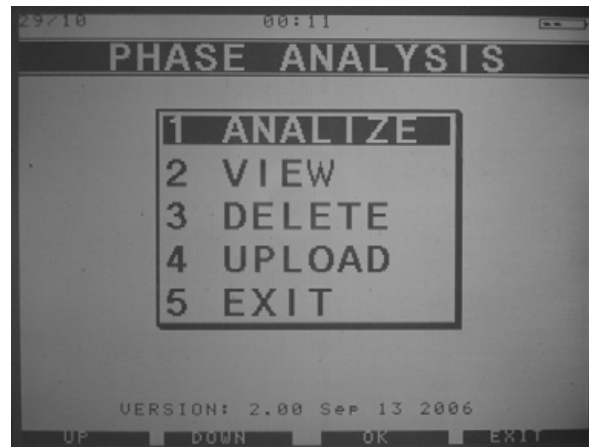 29/10 00:11
PHASE ANALYSIS
1 ANALIZE
2 VIEW
3 DELETE
4 UPLOAD
5 EXIT
VERSION: 2.00 Sep 13 2006
UP DOWN OK EXIT